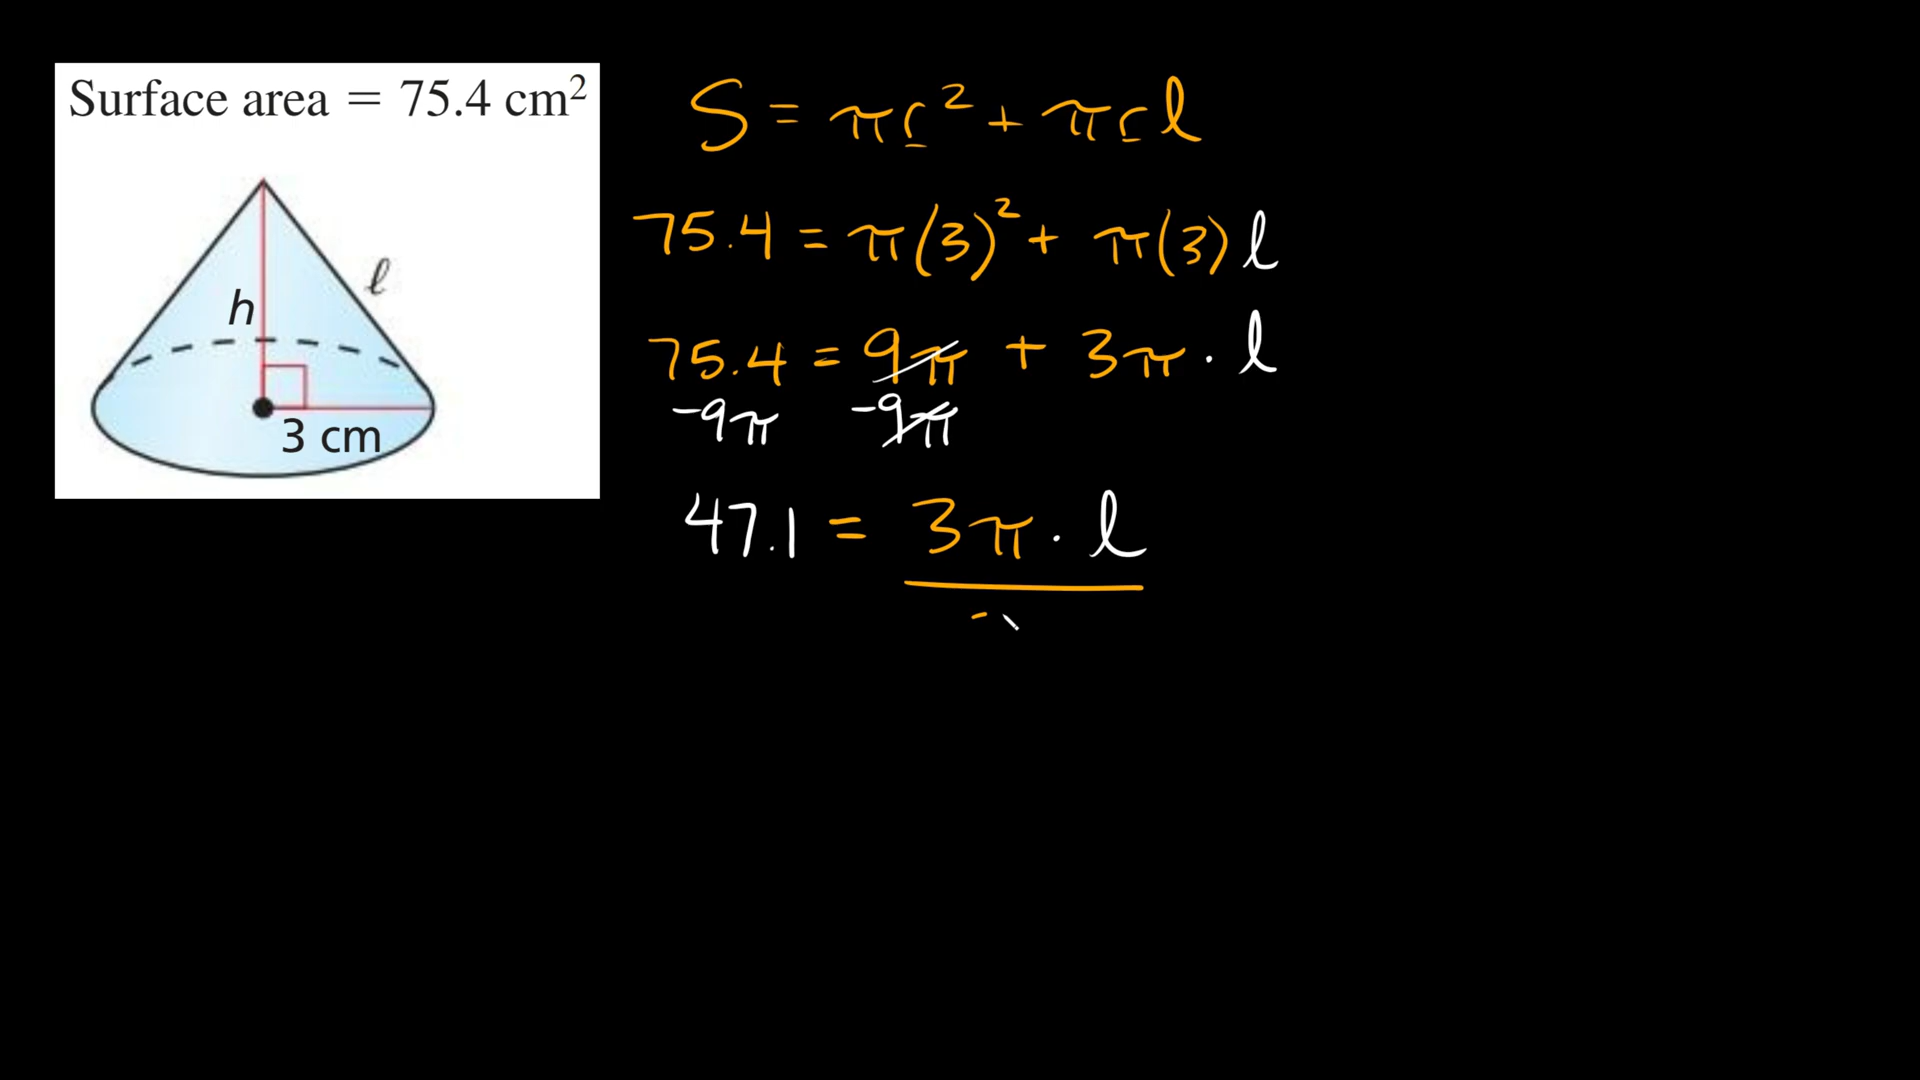 Surface area = 75.4 cm²
h
ℓ
3 cm
S = πr² + πrl
75.4 = π(3)² + π(3)l
75.4 = 9π + 3π · l
-9π -9π
47.1 = 3π · l